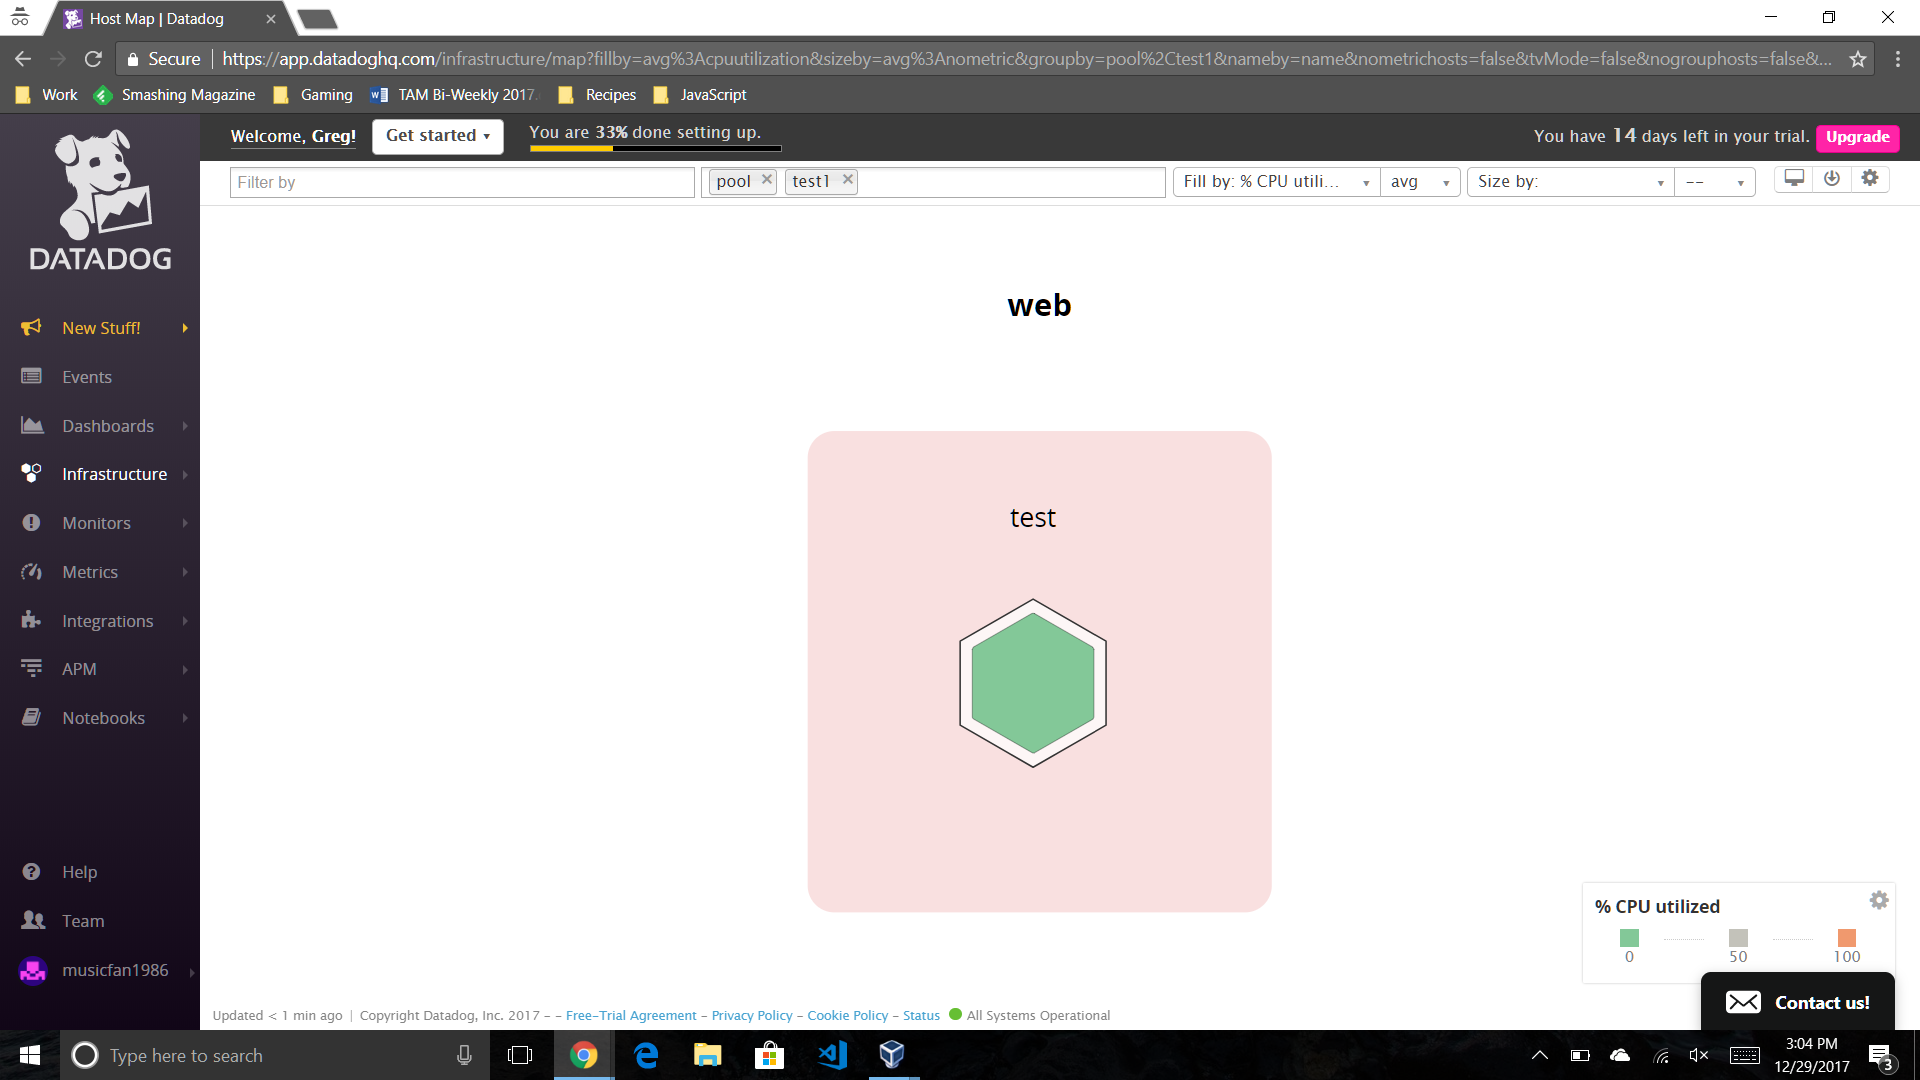 Host Map | Datadog
Secure
https://app.datadoghq.com/infrastructure/map?fillby=avg%3Acpuutilization&sizeby=avg%3Anometric&groupby=pool%2Ctest1&nameby=name&nometrichosts=false&tvMode=false&nogrouphosts=false&...
Work
Smashing Magazine
Gaming
TAM Bi-Weekly 2017.
Recipes
JavaScript
Welcome, Greg!
Get started
You are 33% done setting up.
You have 14 days left in your trial.
Upgrade
Filter by
pool
test1
Fill by: % CPU utili...
avg
Size by:
--
DATADOG
New Stuff!
Events
Dashboards
Infrastructure
Monitors
Metrics
Integrations
APM
Notebooks
Help
Team
musicfan1986
web
test
% CPU utilized
0
50
100
Contact us!
Updated < 1 min ago | Copyright Datadog, Inc. 2017 - - Free-Trial Agreement - Privacy Policy - Cookie Policy - Status All Systems Operational
Type here to search
3:04 PM
12/29/2017
3